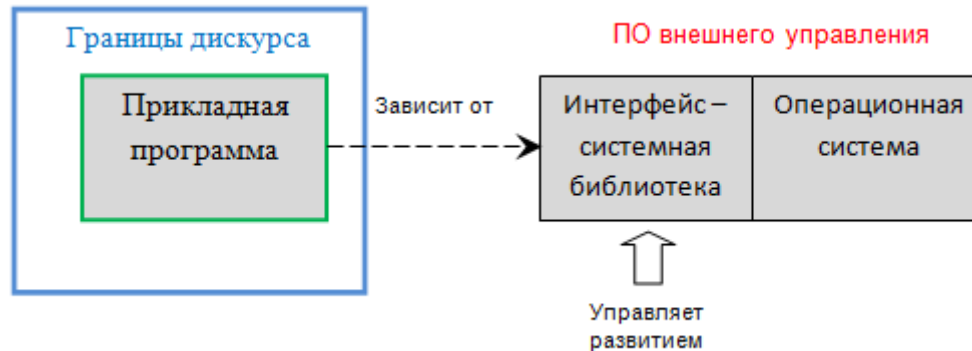 Границы дискурса
ПО внешнего управления
Прикладная
программа
Зависит от
Интерфейс –
системная
библиотека
Операционная
система
Управляет
развитием